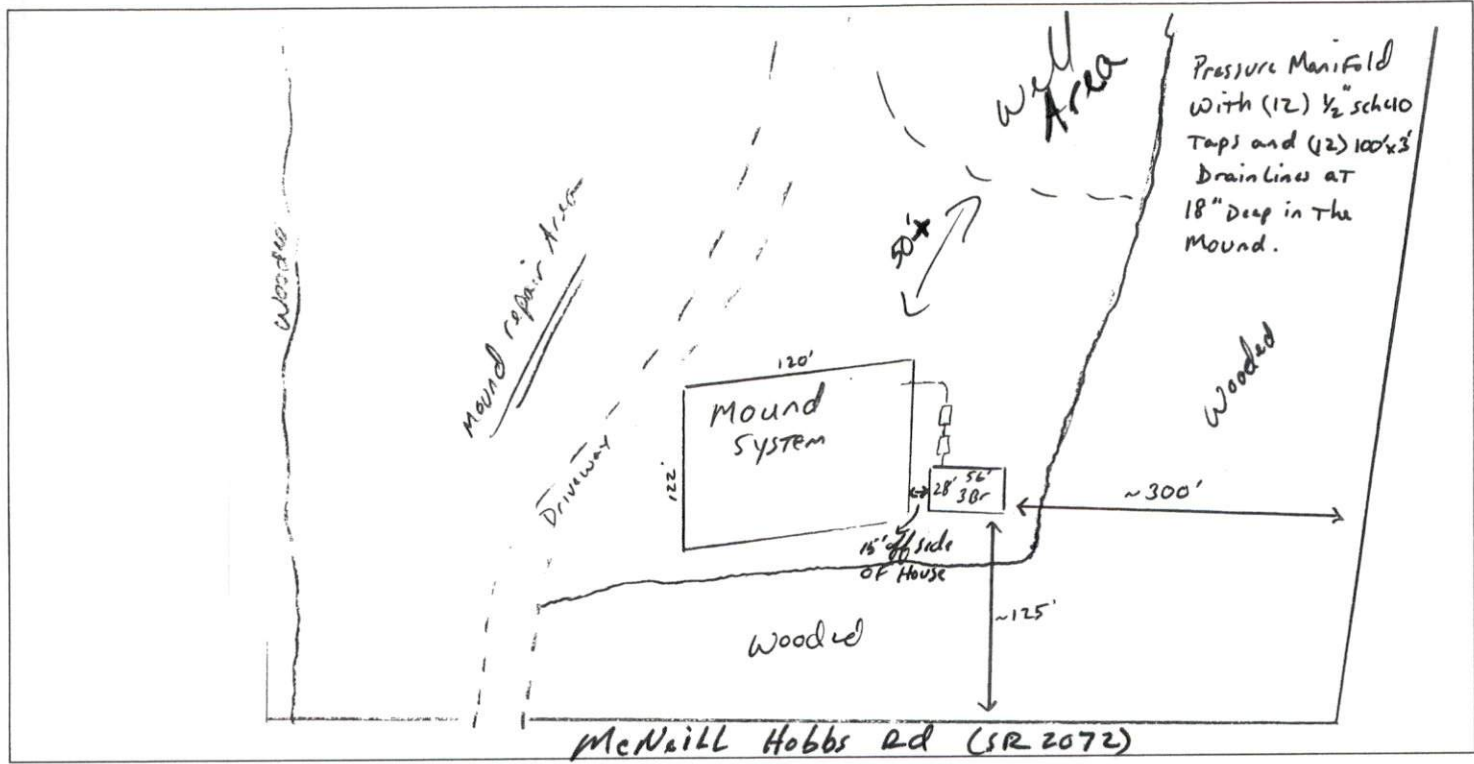 Well
Area
Pressure Manifold
with (12) 1/2" sch40
Taps and (12) 100'x3'
Drain Lines at
18" Deep in The
Mound.
Wooded
Mound repair Area
50'
120'
Mound
System
122'
Driveway
28' 56'
3Br
15' off side
OF House
~300'
Wooded
Wooded
~125'
McNeill Hobbs Rd (SR 2072)